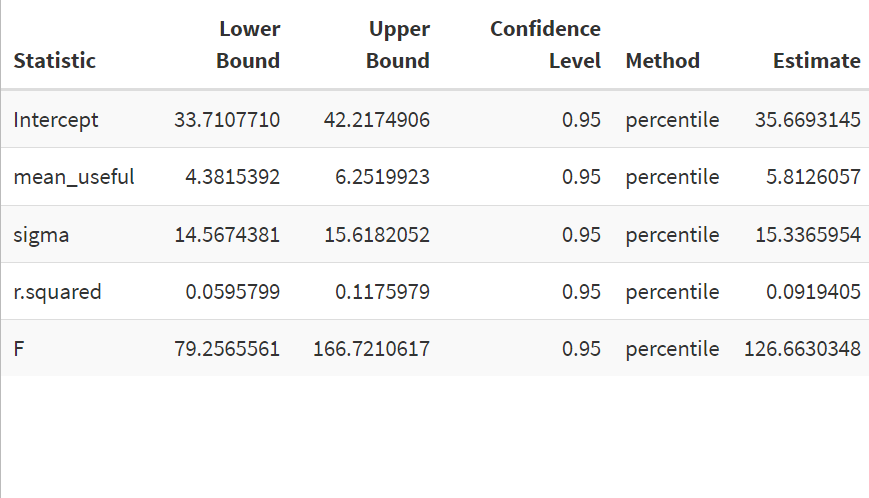 Lower Upper Confidence
Statistic Bound Bound Level Method Estimate
Intercept 33.7107710 42.2174906 0.95 percentile 35.6693145
mean_useful 4.3815392 6.2519923 0.95 percentile 5.8126057
sigma 14.5674381 15.6182052 0.95 percentile 15.3365954
r.squared 0.0595799 0.1175979 0.95 percentile 0.0919405
F 79.2565561 166.7210617 0.95 percentile 126.6630348